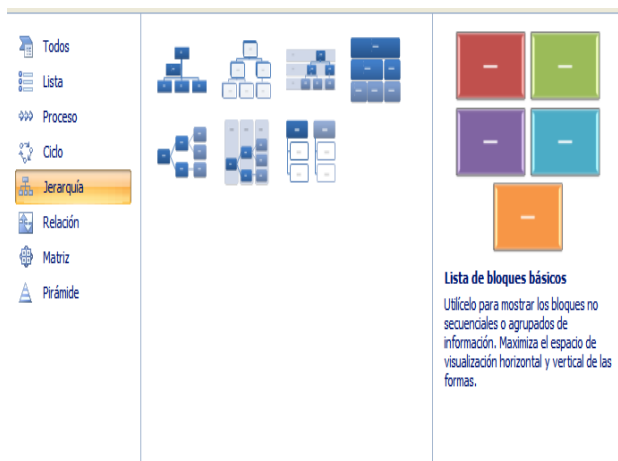 Todos
Lista
Proceso
Ciclo
Jerarquía
Relación
Matriz
Pirámide
Lista de bloques básicos
Utilícelo para mostrar los bloques no
secuenciales o agrupados de
información. Maximiza el espacio de
visualización horizontal y vertical de las
formas.